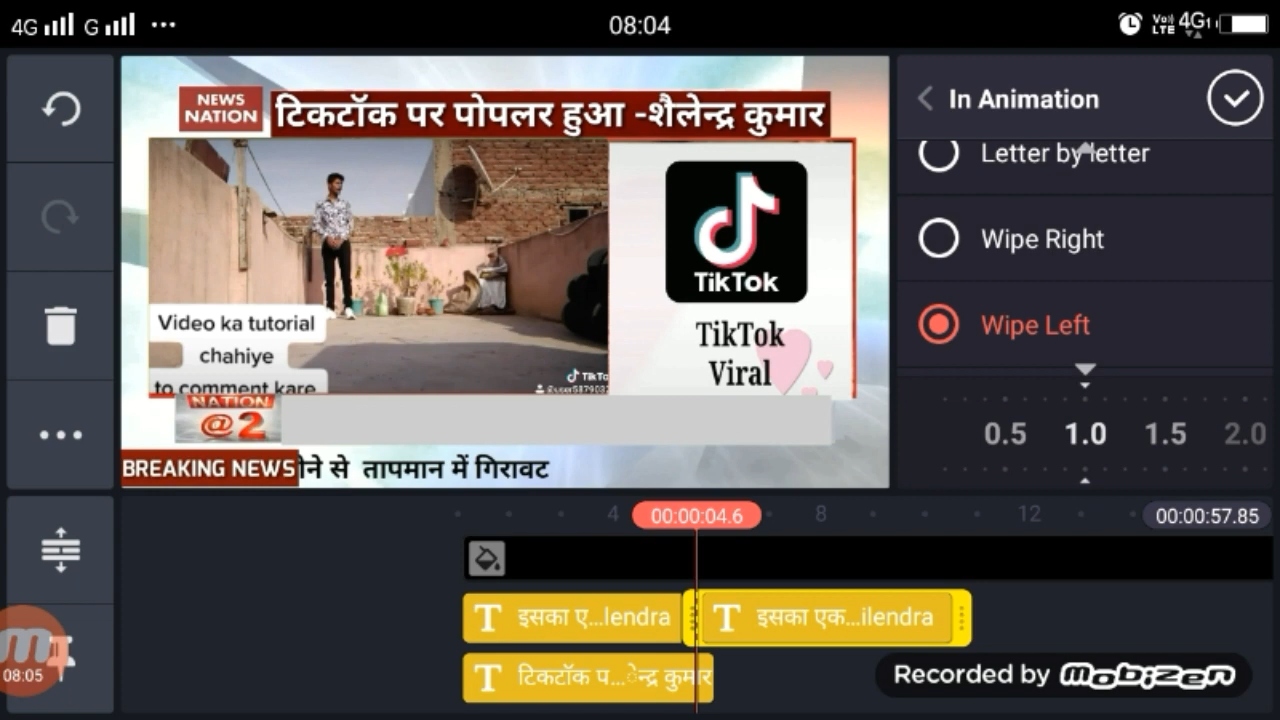 4G G
08:04
VoLTE 4G
NEWS
NATION
टिकटॉक पर पोपलर हुआ -शैलेन्द्र कुमार
Video ka tutorial
chahiye
to comment kare
TikTok
TikTok
Viral
NATION
@2
BREAKING NEWS
ोने से तापमान में गिरावट
In Animation
Letter by letter
Wipe Right
Wipe Left
0.5 1.0 1.5 2.0
4 00:00:04.6 8 12 00:00:57.85
T इसका ए...lendra
T इसका एक...ilendra
T टिकटॉक प...ेन्द्र कुमार
08:05
Recorded by mobizen